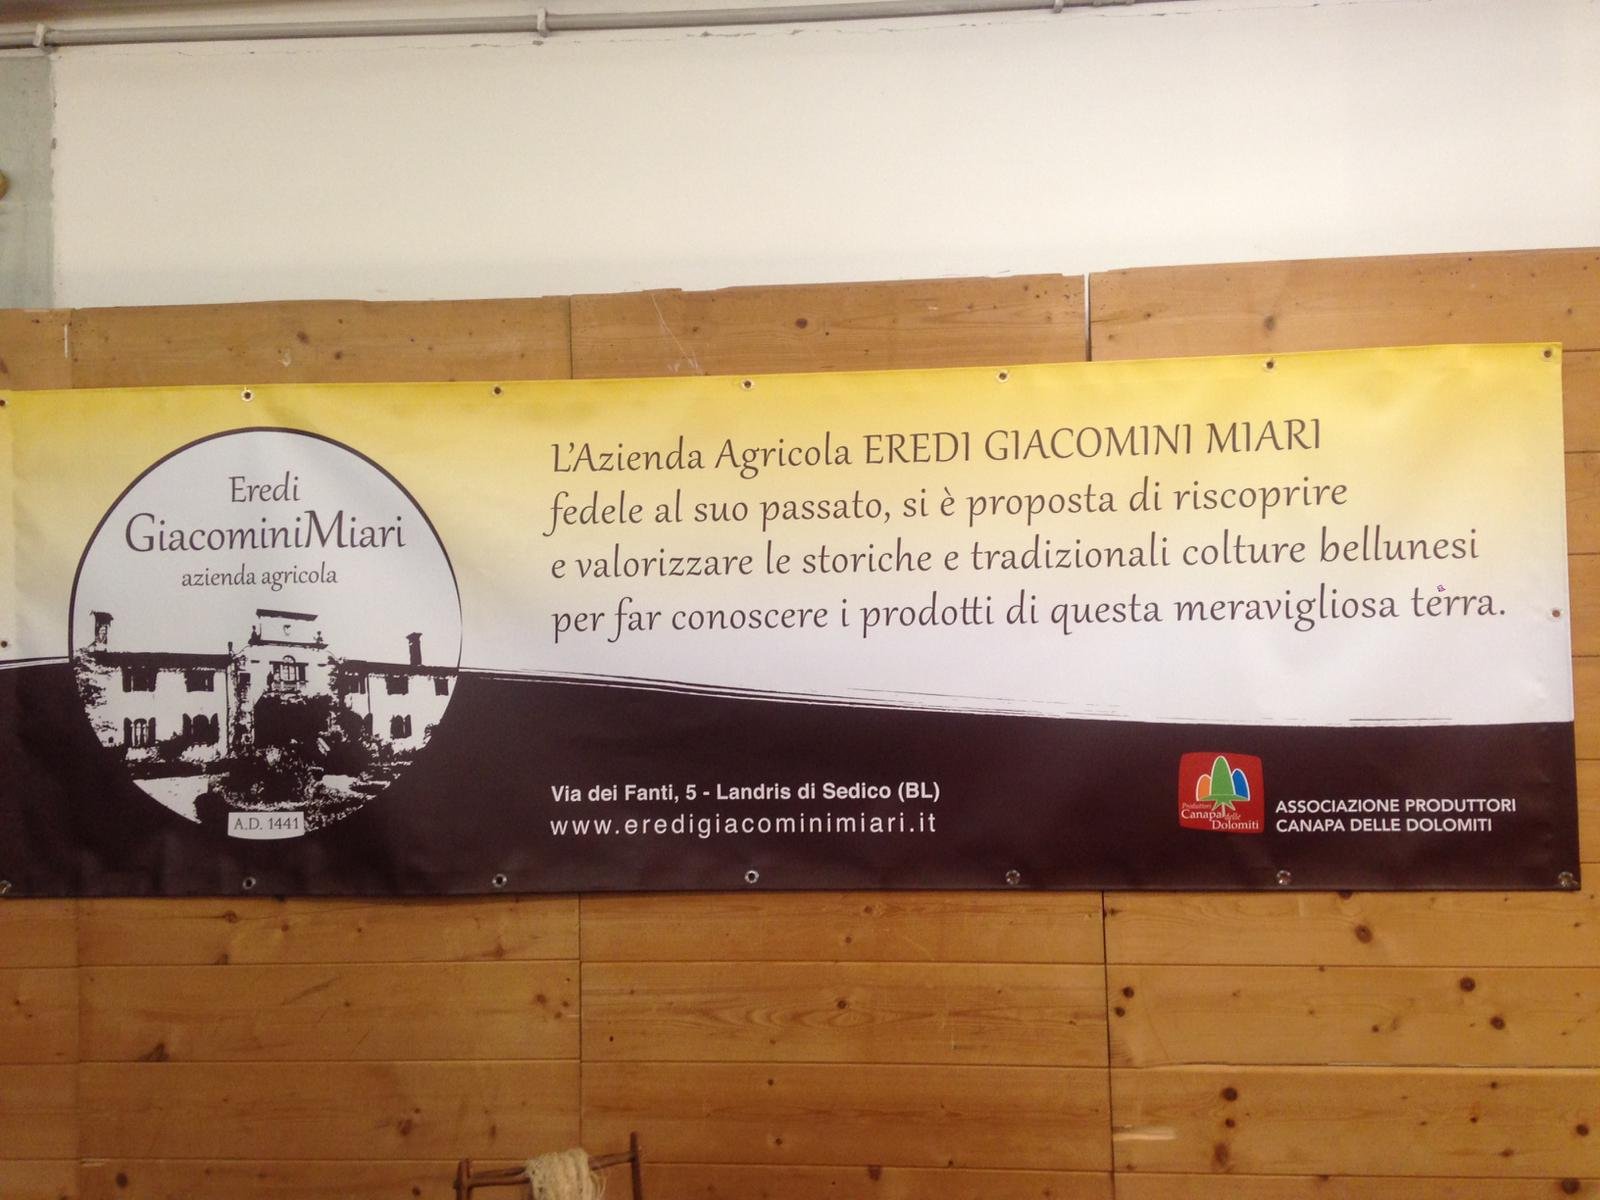 Eredi
GiacominiMiari
azienda agricola
A.D. 1441
L'Azienda Agricola EREDI GIACOMINI MIARI
fedele al suo passato, si è proposta di riscoprire
e valorizzare le storiche e tradizionali colture bellunesi
per far conoscere i prodotti di questa meravigliosa terra.
Via dei Fanti, 5 - Landris di Sedico (BL)
www.eredigiacominimiari.it
Produttori
Canapa delle
Dolomiti
ASSOCIAZIONE PRODUTTORI
CANAPA DELLE DOLOMITI